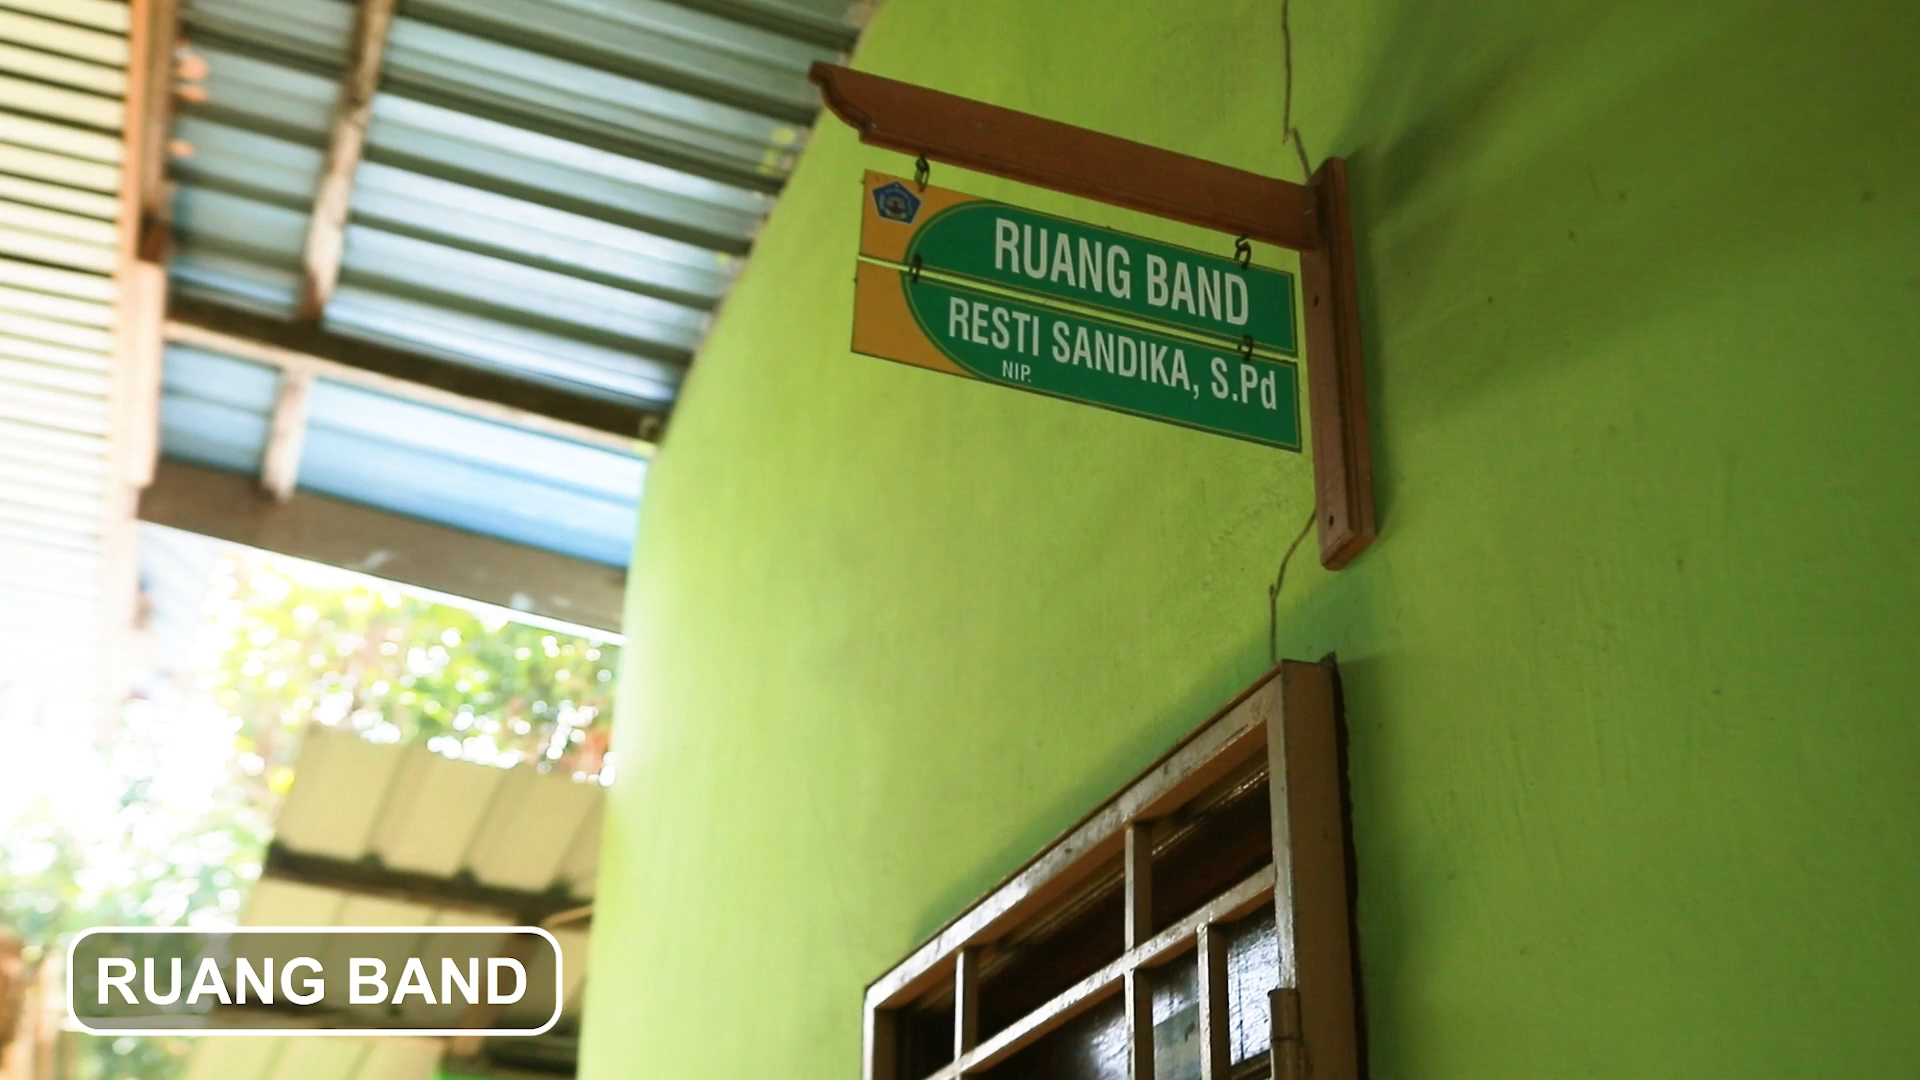 RUANG BAND
RESTI SANDIKA, S.Pd
NIP.
RUANG BAND